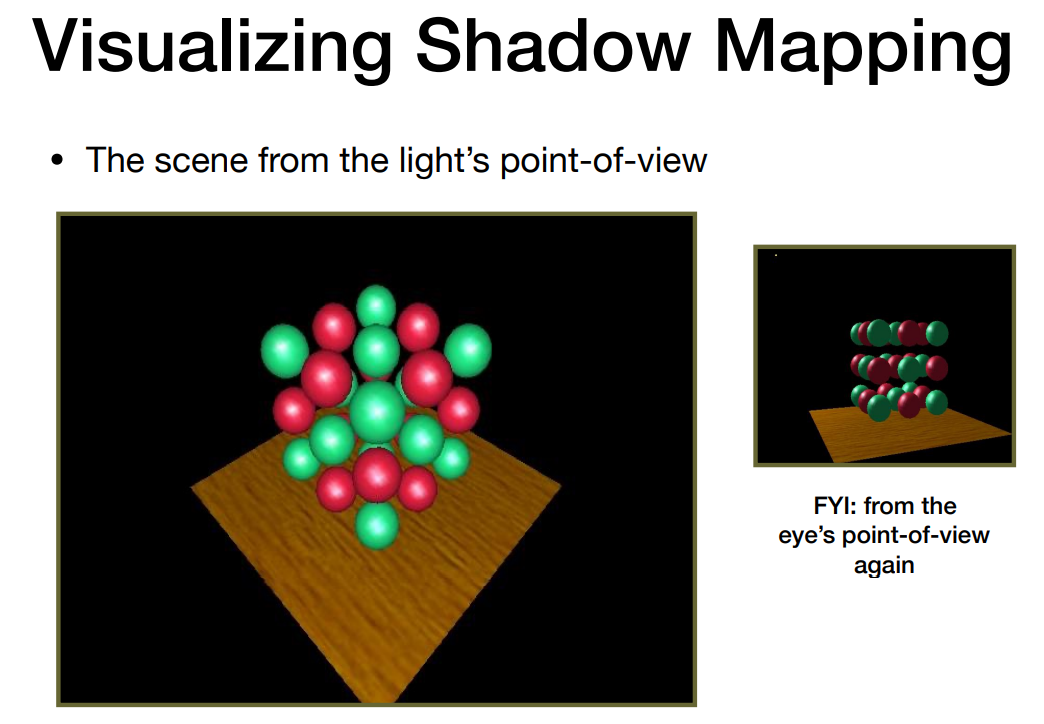 Visualizing Shadow Mapping
• The scene from the light’s point-of-view
FYI: from the
eye’s point-of-view
again